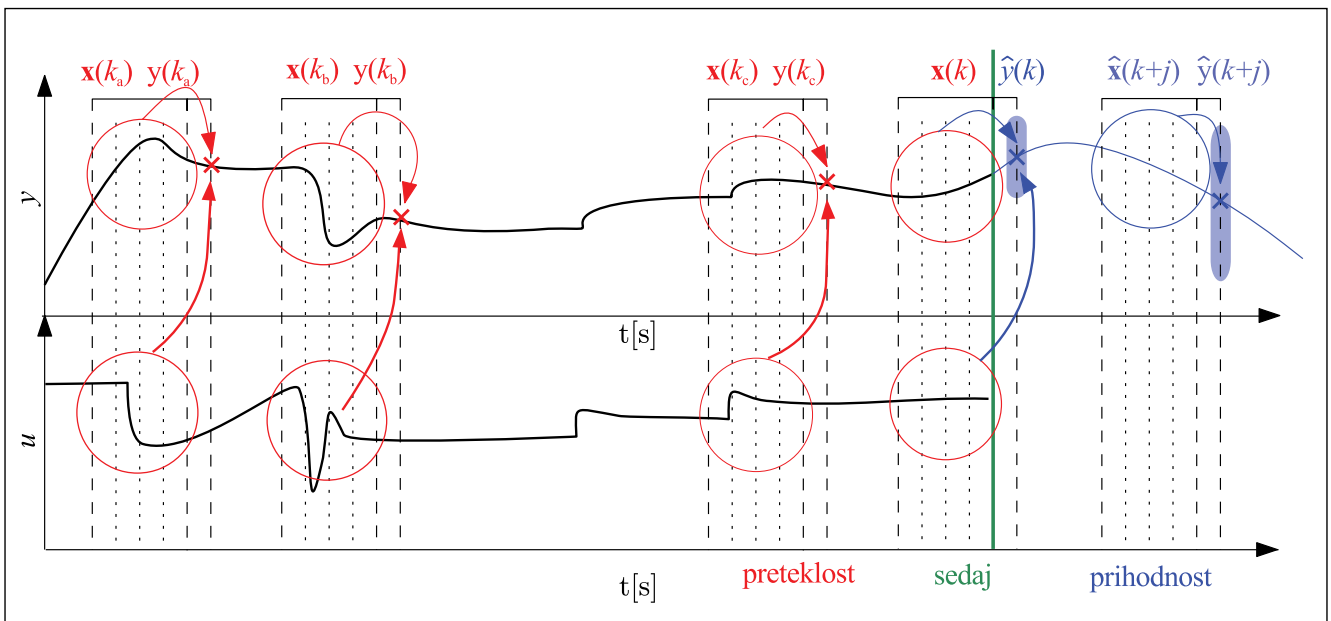 x(kₐ) y(kₐ) x(k_b) y(k_b) x(k_c) y(k_c) x(k) ŷ(k) x̂(k+j) ŷ(k+j)
y
t[s]
u
preteklost sedaj prihodnost
t[s]